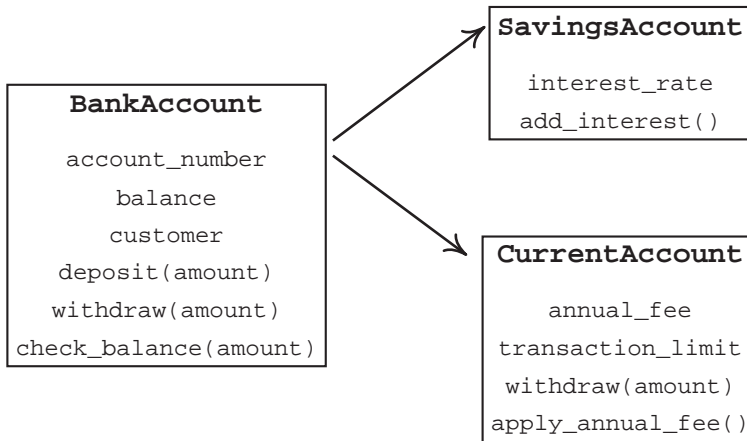 BankAccount
account_number
balance
customer
deposit(amount)
withdraw(amount)
check_balance(amount)
SavingsAccount
interest_rate
add_interest()
CurrentAccount
annual_fee
transaction_limit
withdraw(amount)
apply_annual_fee()